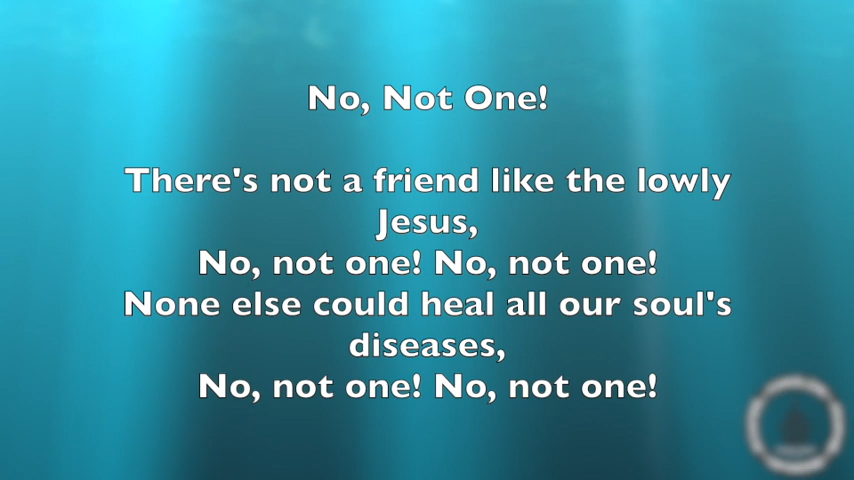 No, Not One!
There's not a friend like the lowly
Jesus,
No, not one! No, not one!
None else could heal all our soul's
diseases,
No, not one! No, not one!